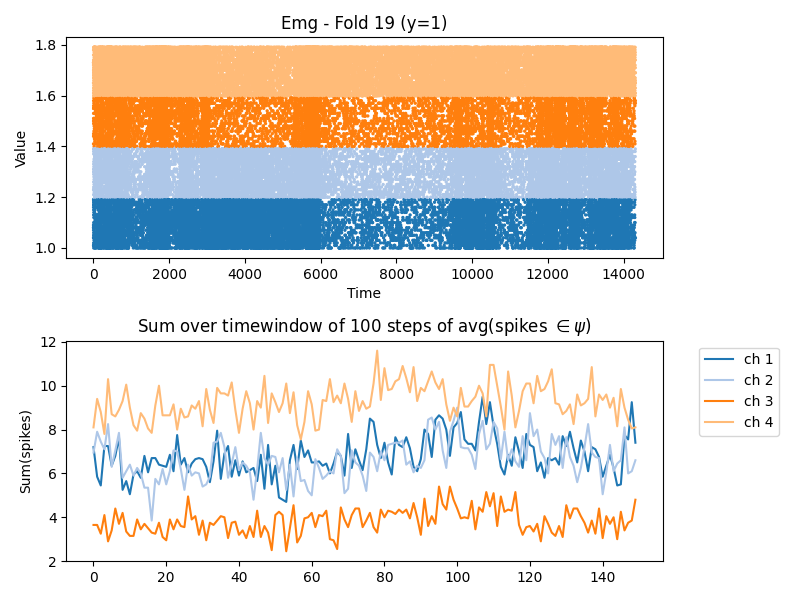 Emg - Fold 19 (y=1)
1.8
1.6
1.4
1.2
1.0
Value
0 2000 4000 6000 8000 10000 12000 14000
Time
Sum over timewindow of 100 steps of avg(spikes ∈ ψ)
12
10
8
6
4
2
Sum(spikes)
0 20 40 60 80 100 120 140
ch 1
ch 2
ch 3
ch 4